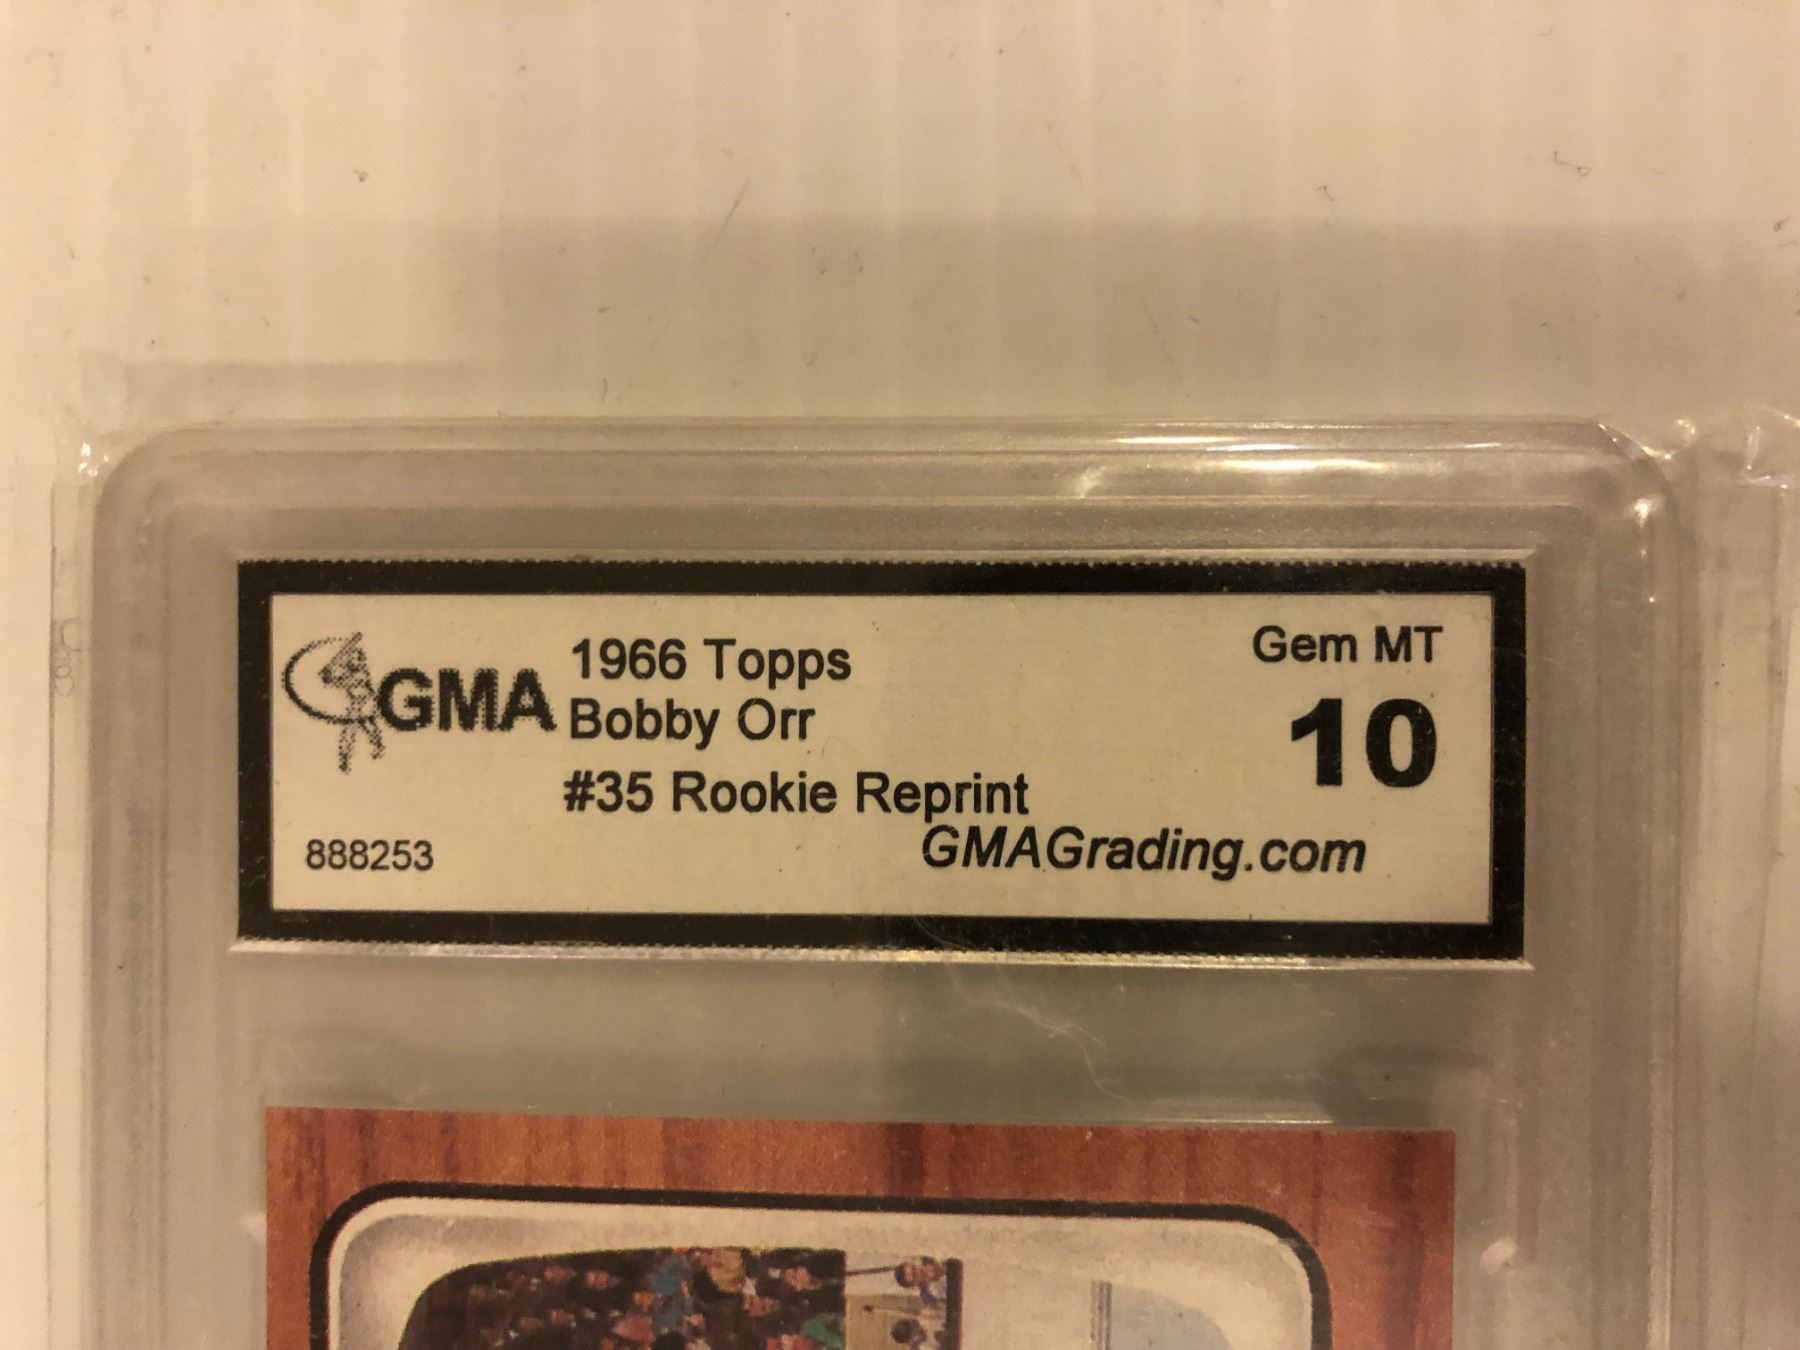 GMA
1966 Topps
Bobby Orr
#35 Rookie Reprint
Gem MT
10
888253
GMAGrading.com